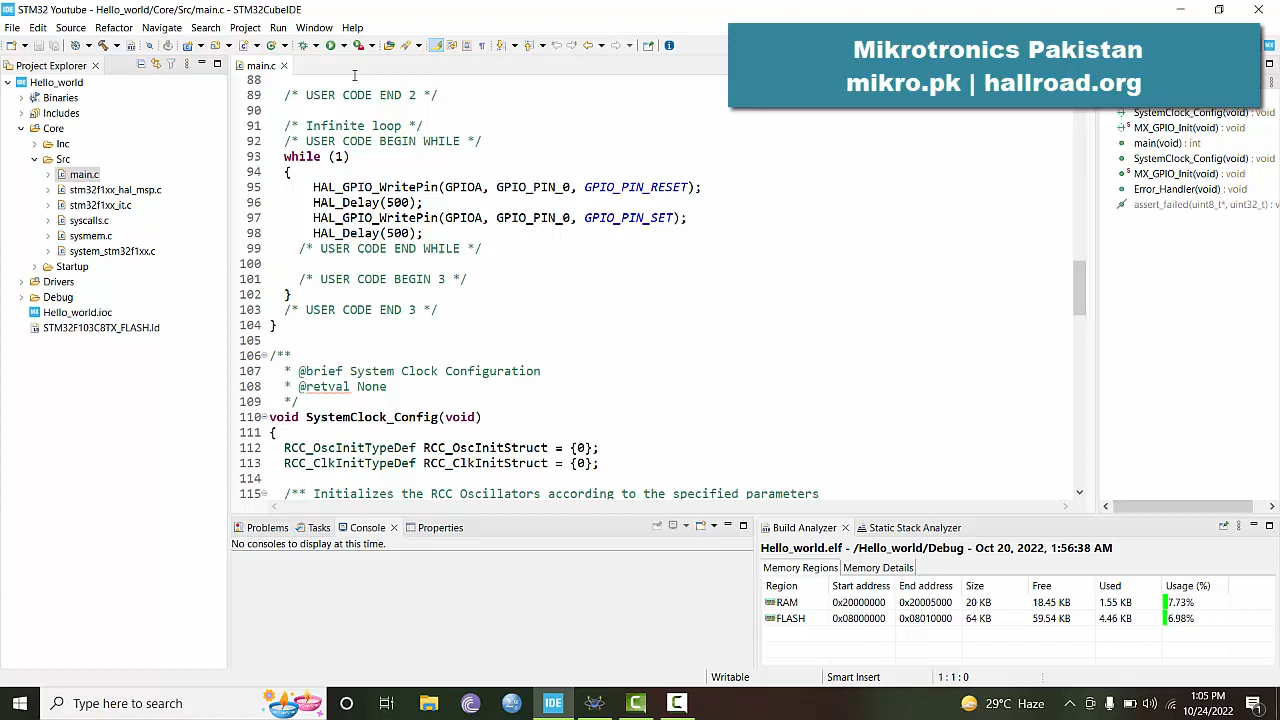 STM32 Youtube - Hello_world/Core/Src/main.c - STM32CubeIDE
File Edit Source Refactor Navigate Search Project Run Window Help
Mikrotronics Pakistan
mikro.pk | hallroad.org
Project Explorer
Hello_world
Binaries
Includes
Core
Inc
Src
main.c
stm32f1xx_hal_msp.c
stm32f1xx_it.c
syscalls.c
sysmem.c
system_stm32f1xx.c
Startup
Drivers
Debug
Hello_world.ioc
STM32F103C8TX_FLASH.ld
main.c
88
89 /* USER CODE END 2 */
90
91 /* Infinite loop */
92 /* USER CODE BEGIN WHILE */
93 while (1)
94 {
95 HAL_GPIO_WritePin(GPIOA, GPIO_PIN_0, GPIO_PIN_RESET);
96 HAL_Delay(500);
97 HAL_GPIO_WritePin(GPIOA, GPIO_PIN_0, GPIO_PIN_SET);
98 HAL_Delay(500);
99 /* USER CODE END WHILE */
100
101 /* USER CODE BEGIN 3 */
102 }
103 /* USER CODE END 3 */
104 }
105
106 /**
107 * @brief System Clock Configuration
108 * @retval None
109 */
110 void SystemClock_Config(void)
111 {
112 RCC_OscInitTypeDef RCC_OscInitStruct = {0};
113 RCC_ClkInitTypeDef RCC_ClkInitStruct = {0};
114
115 /** Initializes the RCC Oscillators according to the specified parameters
SystemClock_Config(void)
MX_GPIO_Init(void) : void
main(void) : int
SystemClock_Config(void)
MX_GPIO_Init(void) : void
Error_Handler(void) : void
assert_failed(uint8_t*, uint32_t)
Problems Tasks Console Properties
No consoles to display at this time.
Build Analyzer Static Stack Analyzer
Hello_world.elf - /Hello_world/Debug - Oct 20, 2022, 1:56:38 AM
Memory Regions Memory Details
Region Start address End address Size Free Used Usage (%)
RAM 0x20000000 0x20005000 20 KB 18.45 KB 1.55 KB 7.73%
FLASH 0x08000000 0x08010000 64 KB 59.54 KB 4.46 KB 6.98%
Writable Smart Insert 1 : 1 : 0
Type here to search
IDE
29°C Haze
1:05 PM
10/24/2022